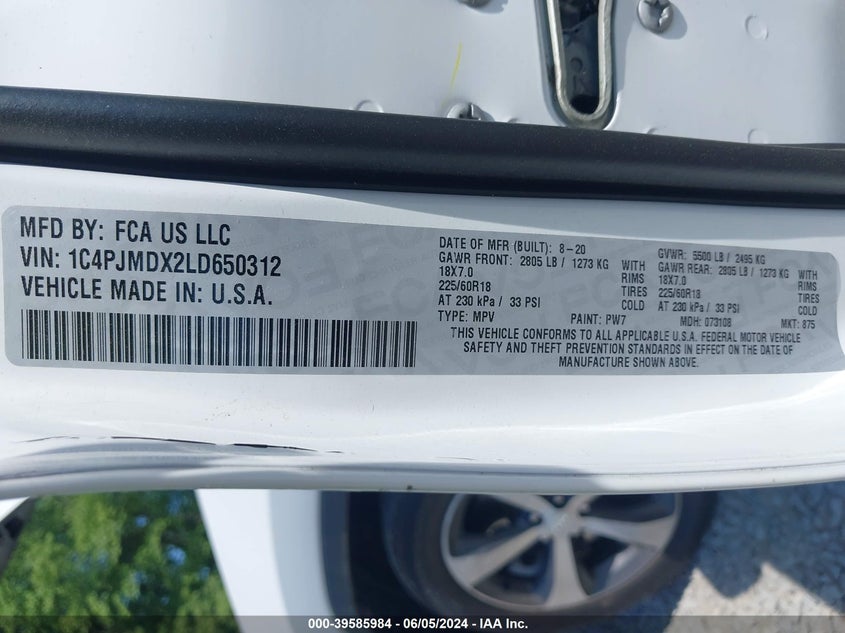 MFD BY: FCA US LLC
VIN: 1C4PJMDX2LD650312
VEHICLE MADE IN: U.S.A.
DATE OF MFR (BUILT): 8-20
GAWR FRONT: 2805 LB / 1273 KG
18X7.0 RIMS
225/60R18 TIRES
AT 230 kPa / 33 PSI COLD
TYPE: MPV PAINT: PW7
GVWR: 5500 LB / 2495 KG
GAWR REAR: 2805 LB / 1273 KG
18X7.0 RIMS
225/60R18 TIRES
AT 230 kPa / 33 PSI COLD
MDH: 073108 MKT: 875
THIS VEHICLE CONFORMS TO ALL APPLICABLE U.S.A. FEDERAL MOTOR VEHICLE
SAFETY AND THEFT PREVENTION STANDARDS IN EFFECT ON THE DATE OF
MANUFACTURE SHOWN ABOVE.
000-39585984 - 06/05/2024 - IAA Inc.